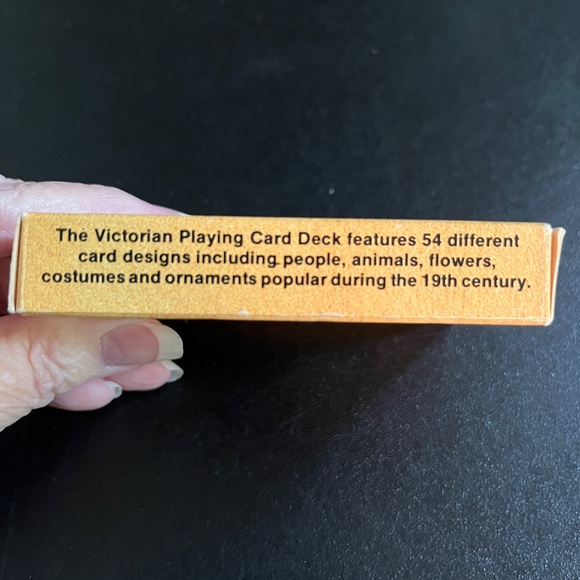 The Victorian Playing Card Deck features 54 different
card designs including people, animals, flowers,
costumes and ornaments popular during the 19th century.